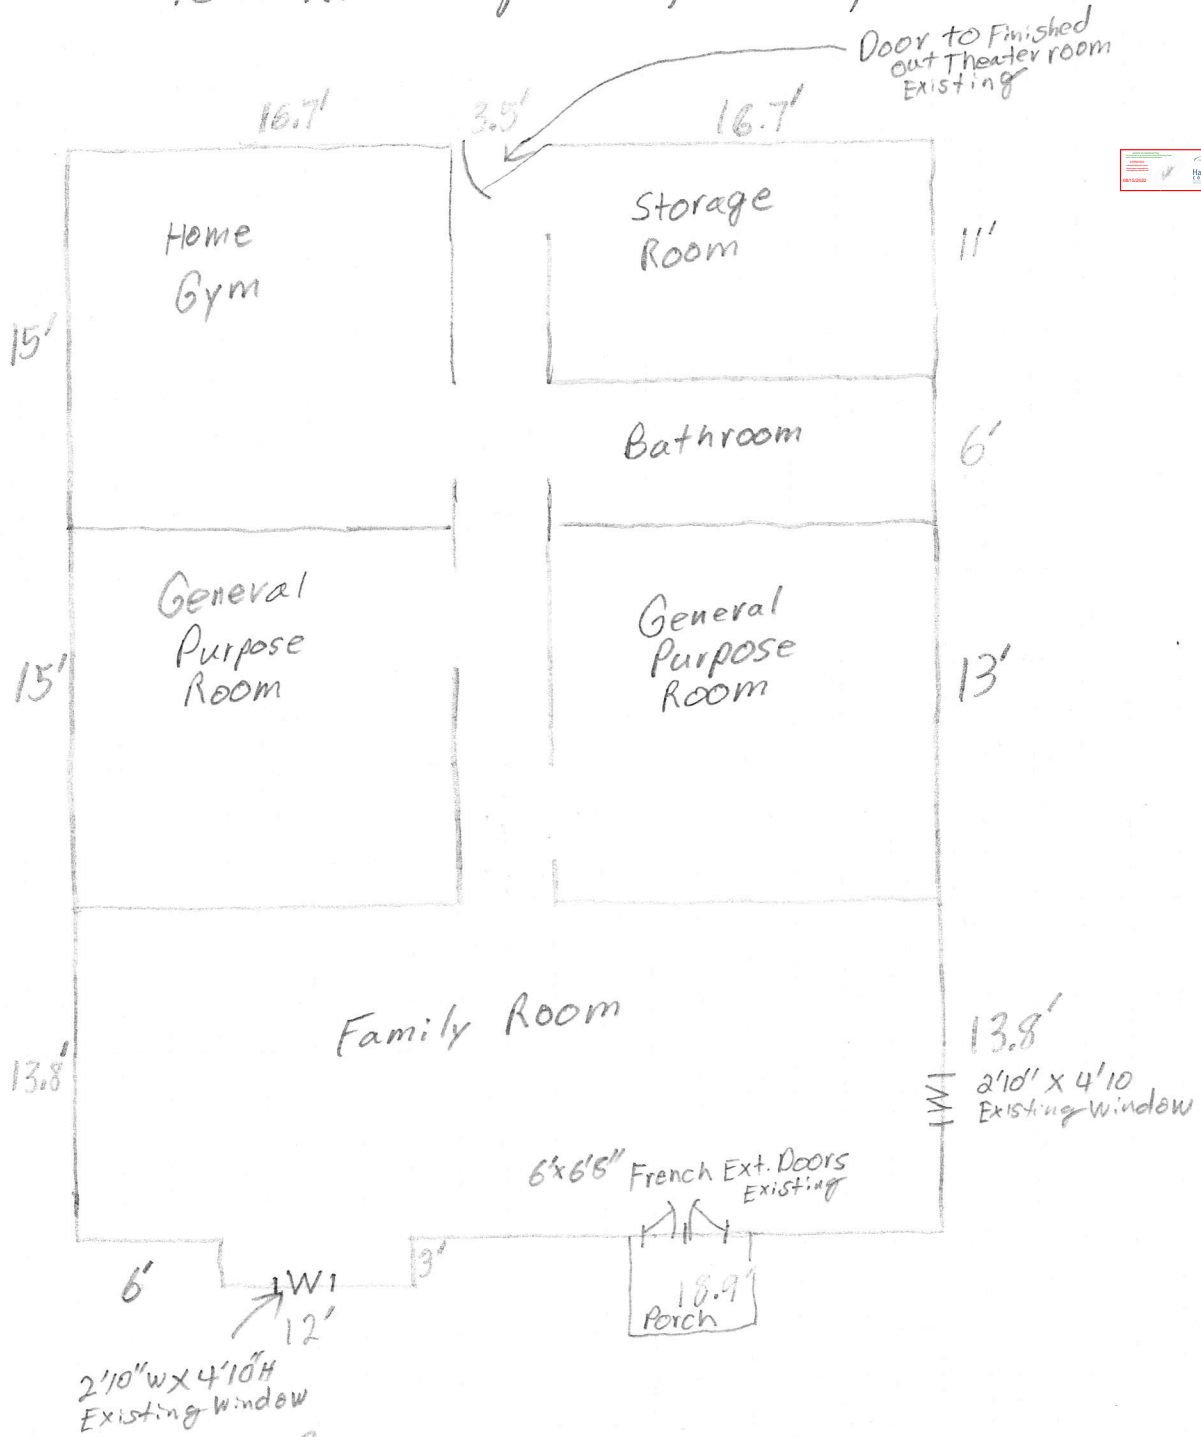 Door to Finished
out Theater room
Existing
16.7'
3.5'
16.7'
Home
Gym
Storage
Room
11'
15'
Bathroom
6'
General
Purpose
Room
General
Purpose
Room
15'
13'
Family Room
13.8'
13.8'
2'10" X 4'10
Existing Window
6'x6'8" French Ext. Doors
Existing
6'
3'
W
W
12'
18.9'
Porch
2'10"W X 4'10"H
Existing Window